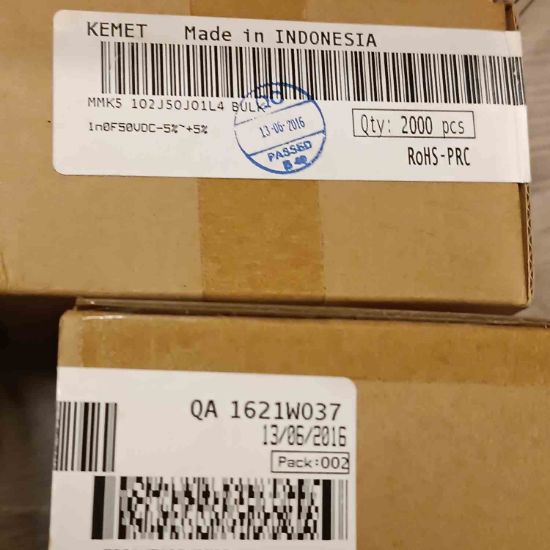 KEMET Made in INDONESIA
MMK5 102J50J01L4 BULK
1n0F50VDC-5%~+5%
13-06-2016
PASSED
Qty: 2000 pcs
RoHS-PRC
QA 1621W037
13/06/2016
Pack:002